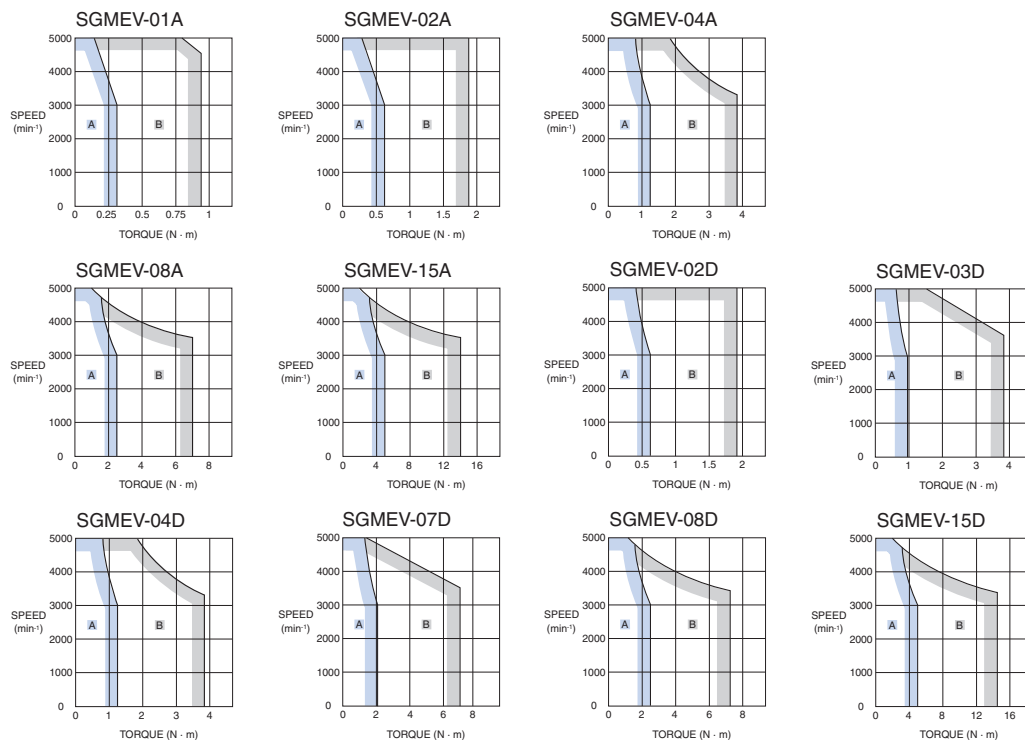 SGMEV-01A
5000
4000
SPEED
(min⁻¹)
3000
A
B
2000
1000
0
0 0.25 0.5 0.75 1
TORQUE (N · m)
SGMEV-02A
5000
4000
SPEED
(min⁻¹)
3000
A
B
2000
1000
0
0 0.5 1 1.5 2
TORQUE (N · m)
SGMEV-04A
5000
4000
SPEED
(min⁻¹)
3000
A
B
2000
1000
0
0 1 2 3 4
TORQUE (N · m)
SGMEV-08A
5000
4000
SPEED
(min⁻¹)
3000
A
B
2000
1000
0
0 2 4 6 8
TORQUE (N · m)
SGMEV-15A
5000
4000
SPEED
(min⁻¹)
3000
A
B
2000
1000
0
0 4 8 12 16
TORQUE (N · m)
SGMEV-02D
5000
4000
SPEED
(min⁻¹)
3000
A
B
2000
1000
0
0 0.5 1 1.5 2
TORQUE (N · m)
SGMEV-03D
5000
4000
SPEED
(min⁻¹)
3000
A
B
2000
1000
0
0 1 2 3 4
TORQUE (N · m)
SGMEV-04D
5000
4000
SPEED
(min⁻¹)
3000
A
B
2000
1000
0
0 1 2 3 4
TORQUE (N · m)
SGMEV-07D
5000
4000
SPEED
(min⁻¹)
3000
A
B
2000
1000
0
0 2 4 6 8
TORQUE (N · m)
SGMEV-08D
5000
4000
SPEED
(min⁻¹)
3000
A
B
2000
1000
0
0 2 4 6 8
TORQUE (N · m)
SGMEV-15D
5000
4000
SPEED
(min⁻¹)
3000
A
B
2000
1000
0
0 4 8 12 16
TORQUE (N · m)